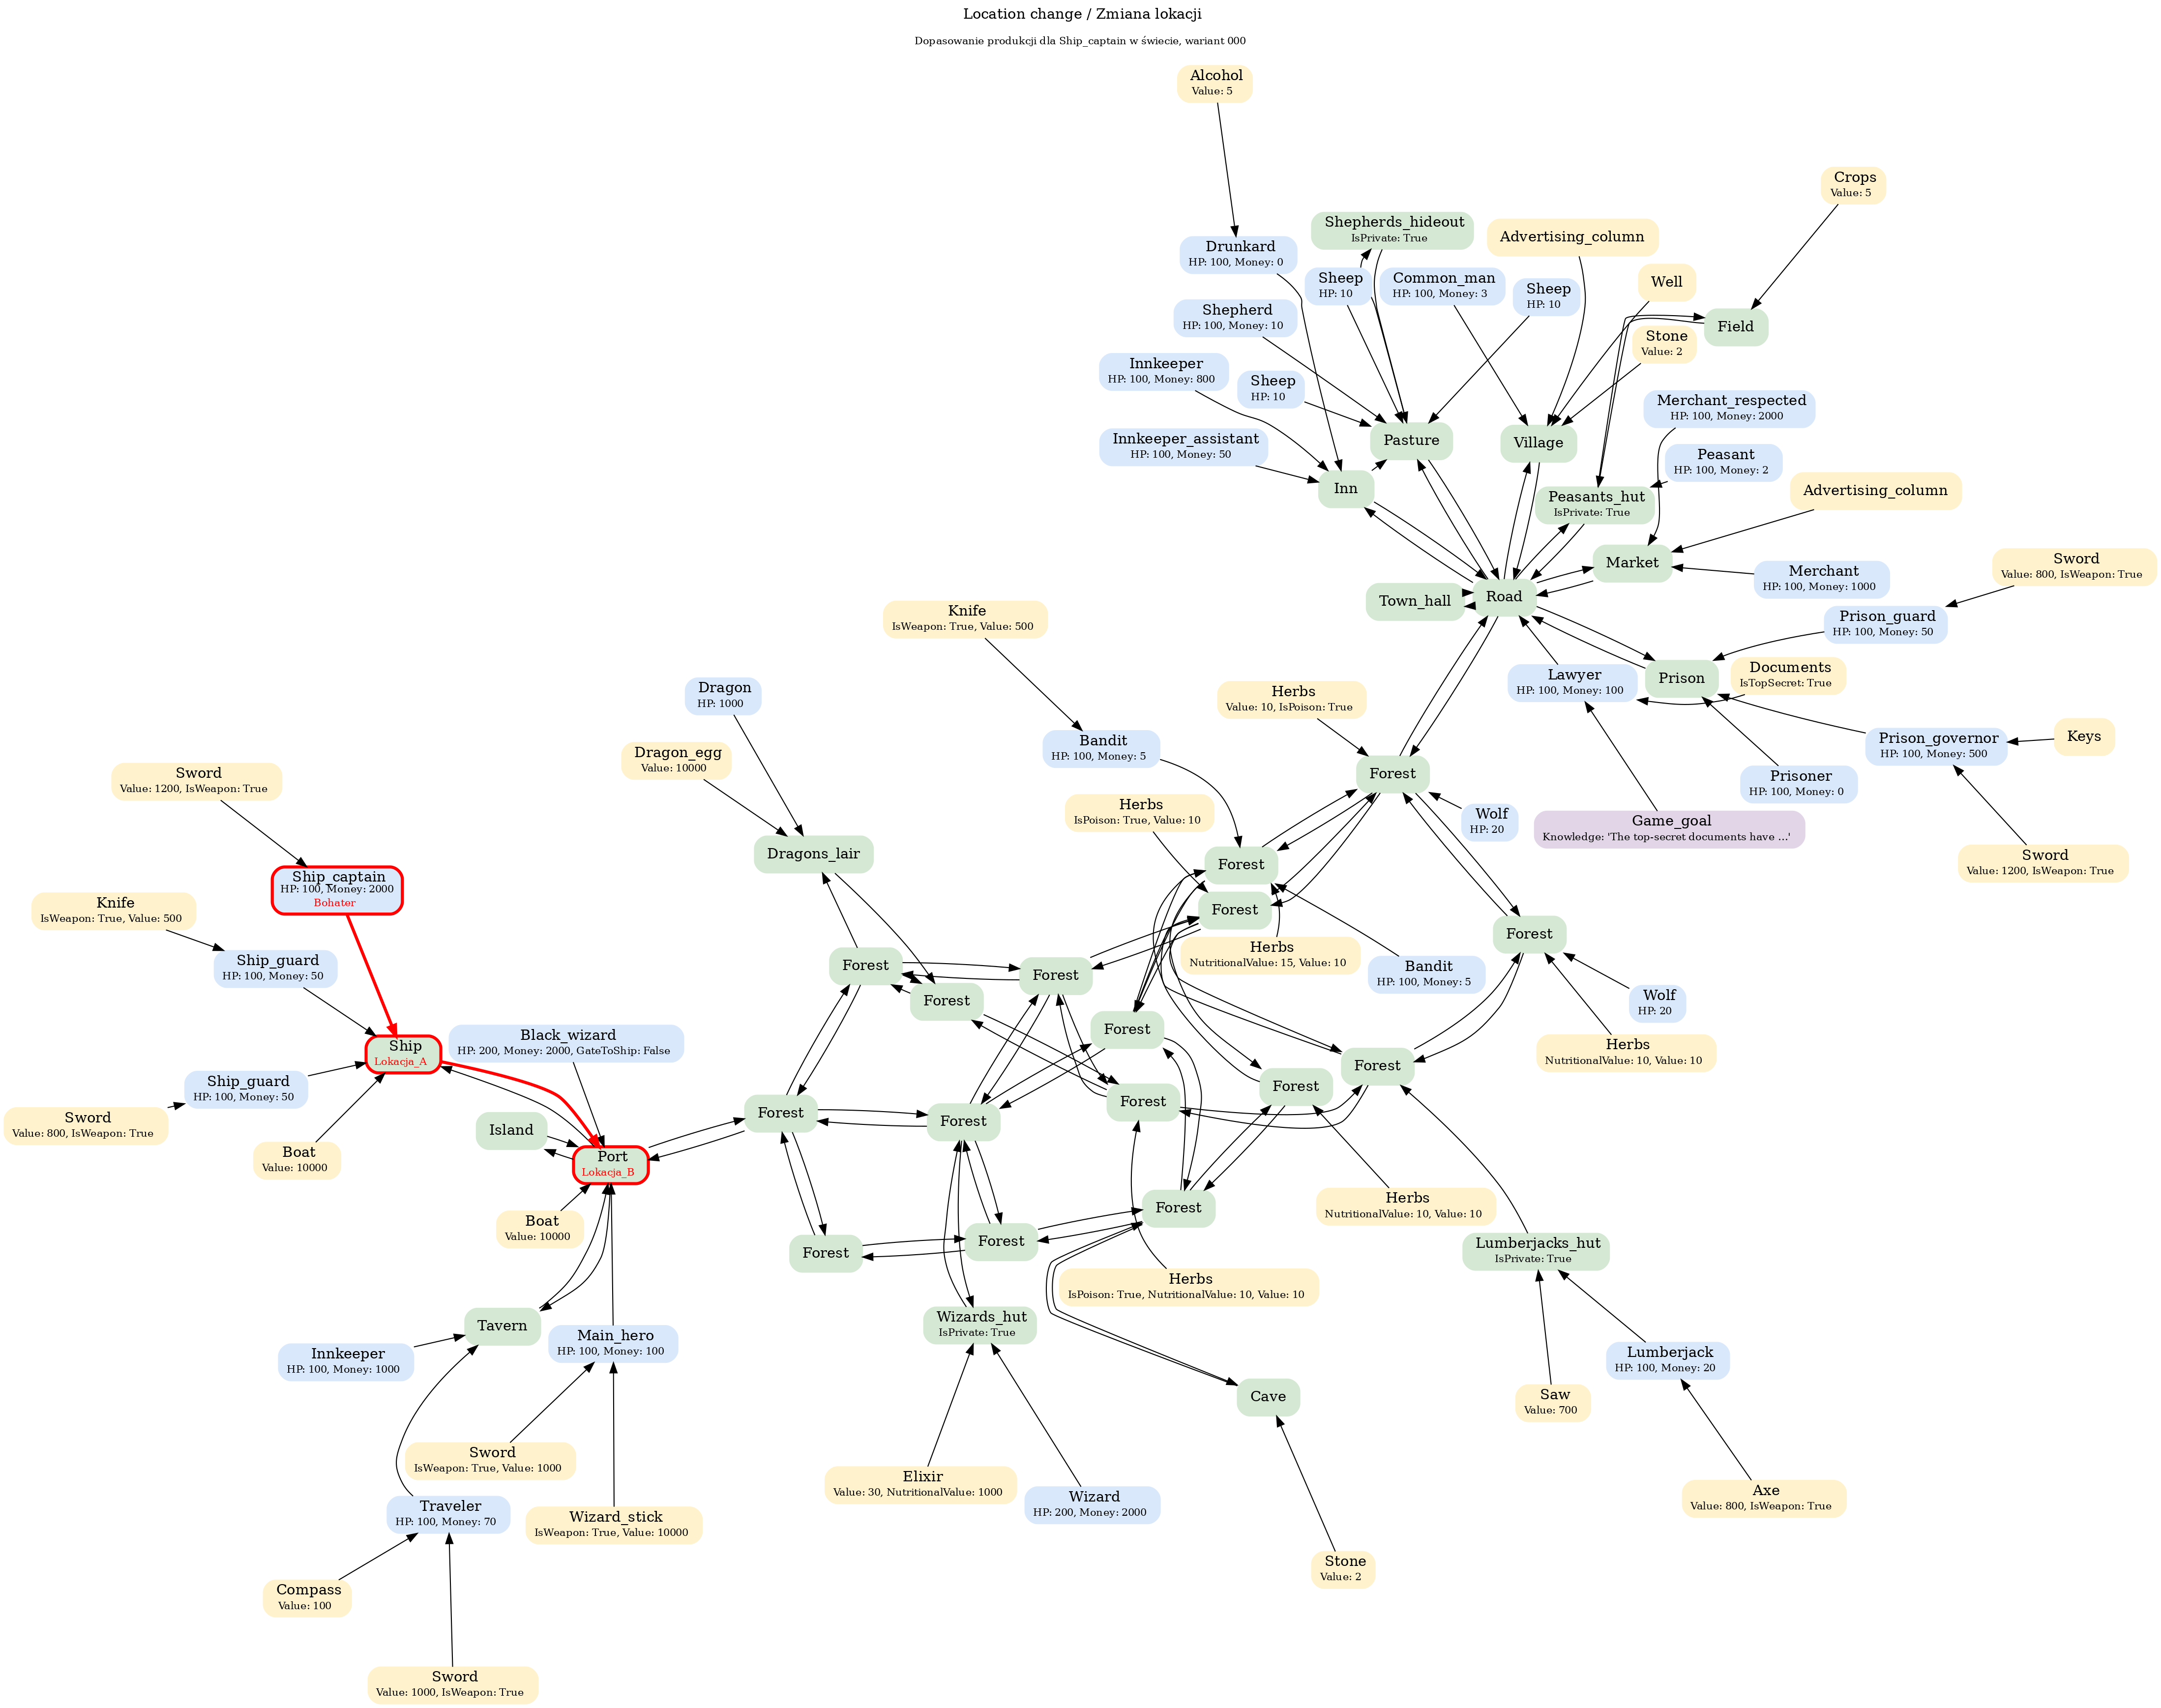 Location change / Zmiana lokacji
Dopasowanie produkcji dla Ship_captain w świecie, wariant 000
Alcohol
Value: 5
Crops
Value: 5
Shepherds_hideout
IsPrivate: True
Advertising_column
Drunkard
HP: 100, Money: 0
Sheep
HP: 10
Common_man
HP: 100, Money: 3
Well
Sheep
HP: 10
Shepherd
HP: 100, Money: 10
Field
Stone
Value: 2
Innkeeper
HP: 100, Money: 800
Sheep
HP: 10
Merchant_respected
HP: 100, Money: 2000
Innkeeper_assistant
HP: 100, Money: 50
Pasture
Village
Peasant
HP: 100, Money: 2
Inn
Peasants_hut
IsPrivate: True
Advertising_column
Market
Merchant
HP: 100, Money: 1000
Sword
Value: 800, IsWeapon: True
Town_hall
Road
Knife
IsWeapon: True, Value: 500
Prison_guard
HP: 100, Money: 50
Lawyer
HP: 100, Money: 100
Prison
Documents
IsTopSecret: True
Dragon
HP: 1000
Herbs
Value: 10, IsPoison: True
Bandit
HP: 100, Money: 5
Prison_governor
HP: 100, Money: 500
Keys
Dragon_egg
Value: 10000
Sword
Value: 1200, IsWeapon: True
Forest
Prisoner
HP: 100, Money: 0
Herbs
IsPoison: True, Value: 10
Wolf
HP: 20
Game_goal
Knowledge: 'The top-secret documents have ...'
Dragons_lair
Forest
Sword
Value: 1200, IsWeapon: True
Ship_captain
HP: 100, Money: 2000
Bohater
Knife
IsWeapon: True, Value: 500
Forest
Forest
Herbs
NutritionalValue: 15, Value: 10
Ship_guard
HP: 100, Money: 50
Forest
Forest
Bandit
HP: 100, Money: 5
Forest
Wolf
HP: 20
Ship
Lokacja_A
Black_wizard
HP: 200, Money: 2000, GateToShip: False
Forest
Herbs
NutritionalValue: 10, Value: 10
Forest
Ship_guard
HP: 100, Money: 50
Forest
Forest
Sword
Value: 800, IsWeapon: True
Island
Forest
Forest
Boat
Value: 10000
Port
Lokacja_B
Boat
Value: 10000
Forest
Herbs
NutritionalValue: 10, Value: 10
Forest
Forest
Lumberjacks_hut
IsPrivate: True
Herbs
IsPoison: True, NutritionalValue: 10, Value: 10
Tavern
Wizards_hut
IsPrivate: True
Main_hero
HP: 100, Money: 100
Innkeeper
HP: 100, Money: 1000
Lumberjack
HP: 100, Money: 20
Cave
Saw
Value: 700
Sword
IsWeapon: True, Value: 1000
Elixir
Value: 30, NutritionalValue: 1000
Axe
Value: 800, IsWeapon: True
Wizard
HP: 200, Money: 2000
Traveler
HP: 100, Money: 70
Wizard_stick
IsWeapon: True, Value: 10000
Stone
Value: 2
Compass
Value: 100
Sword
Value: 1000, IsWeapon: True